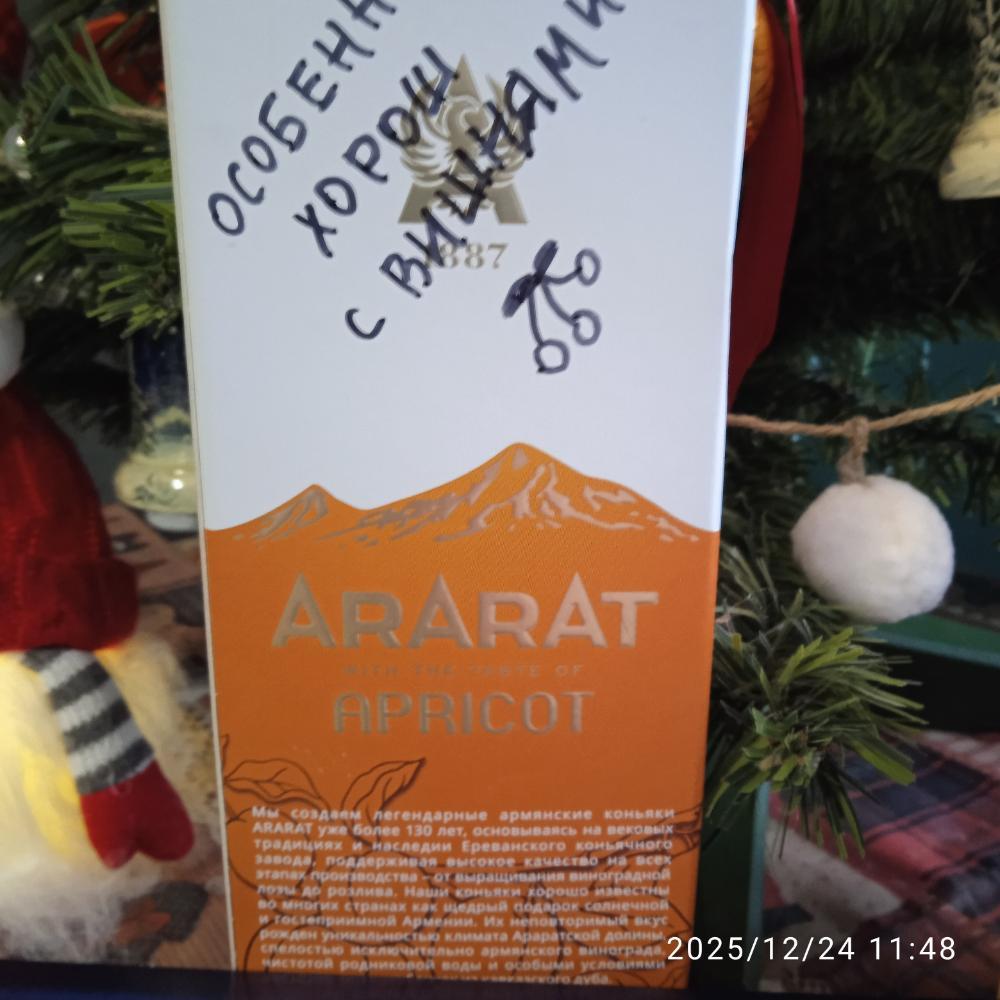 ОСОБЕНН
ХОРОШ
С ВИШНЯМИ
1887
ARARAT
WITH THE TASTE OF
APRICOT
Мы создаем легендарные армянские коньяки
ARARAT уже более 130 лет, основываясь на вековых
традициях и наследии Ереванского коньячного
завода, поддерживая высокое качество на всех
этапах производства - от выращивания виноградной
лозы до розлива. Наши коньяки хорошо известны
во многих странах как щедрый подарок солнечной
и гостеприимной Армении. Их неповторимый вкус
рожден уникальностью климата Араратской долины,
спелостью исключительно армянского винограда,
чистотой родниковой воды и особыми условиями
из кавказского дуба.
2025/12/24 11:48